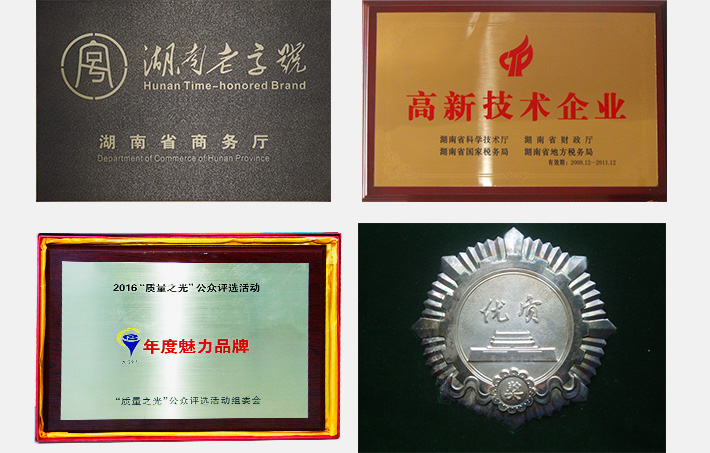 湖南老字號
Hunan Time-honored Brand
湖南省商务厅
Department of Commerce of Hunan Province
高新技术企业
湖南省科学技术厅 湖南省财政厅
湖南省国家税务局 湖南省地方税务局
有效期：2008.12-2011.12
2016“质量之光”公众评选活动
年度魅力品牌
“质量之光”公众评选活动组委会
优质
奖